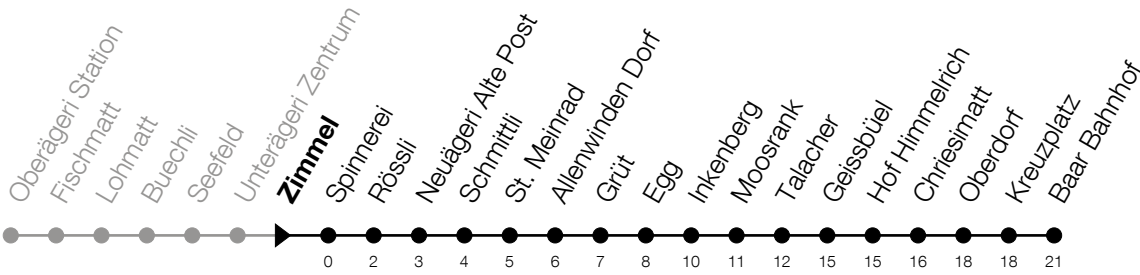 Oberägeri Station
Fischmatt
Lohmatt
Buechli
Seefeld
Unterägeri Zentrum
Zimmel
Spinnerei
Rössli
Neuägeri Alte Post
Schmittli
St. Meinrad
Allenwinden Dorf
Grüt
Egg
Inkenberg
Moosrank
Talacher
Geissbüel
Hof Himmelrich
Chriesimatt
Oberdorf
Kreuzplatz
Baar Bahnhof
0 2 3 4 5 6 7 8 10 11 12 15 15 16 18 18 21